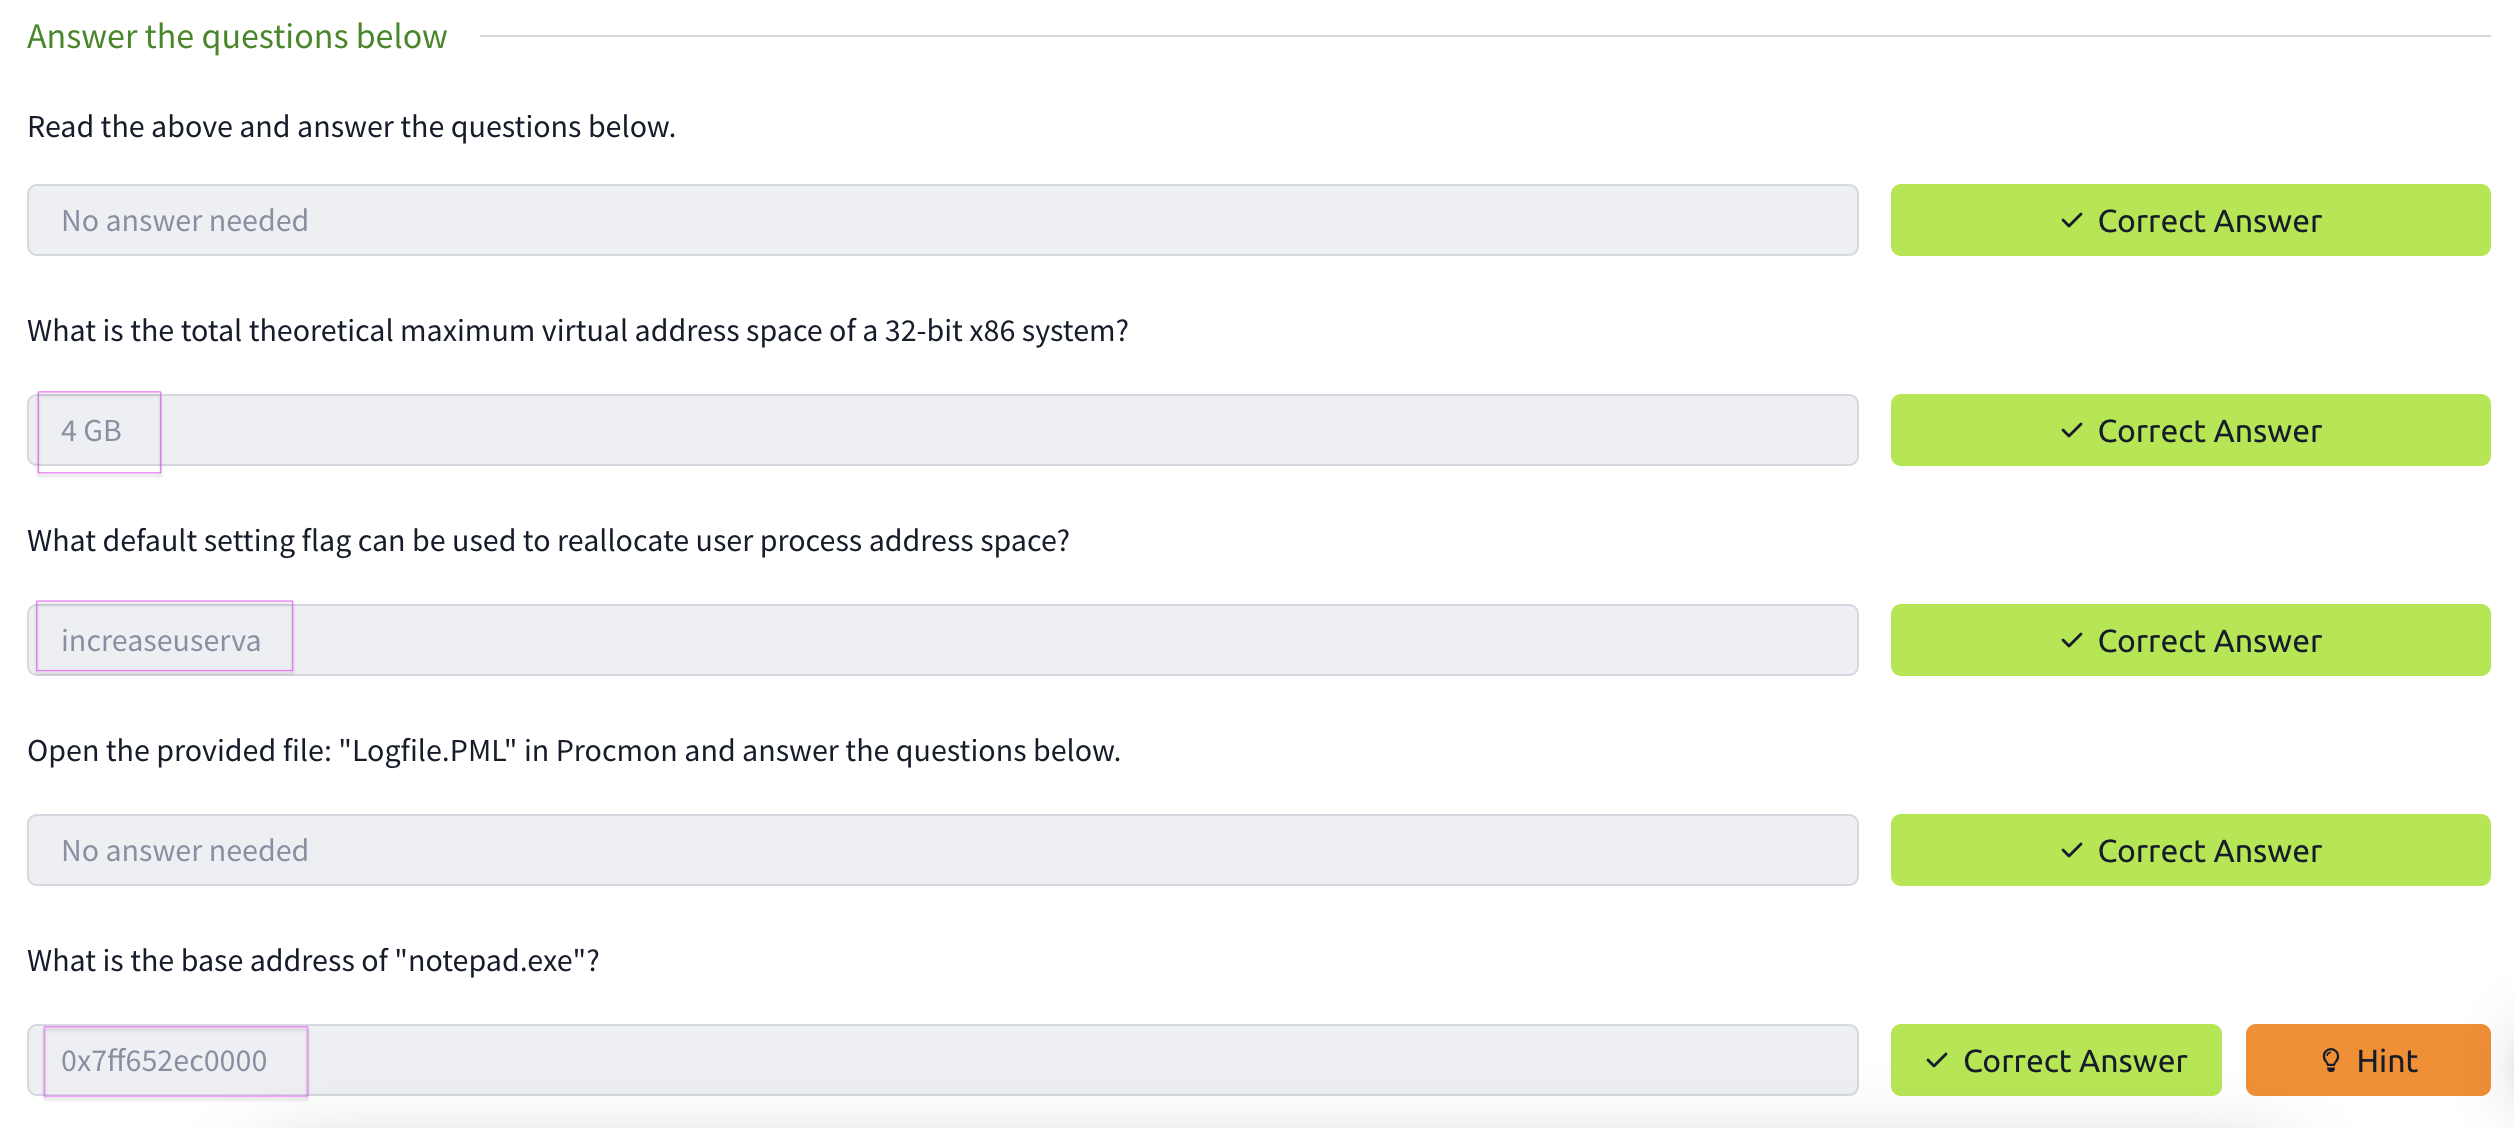 Answer the questions below
Read the above and answer the questions below.
No answer needed
Correct Answer
What is the total theoretical maximum virtual address space of a 32-bit x86 system?
4 GB
Correct Answer
What default setting flag can be used to reallocate user process address space?
increaseuserva
Correct Answer
Open the provided file: "Logfile.PML" in Procmon and answer the questions below.
No answer needed
Correct Answer
What is the base address of "notepad.exe"?
0x7ff652ec0000
Correct Answer
Hint